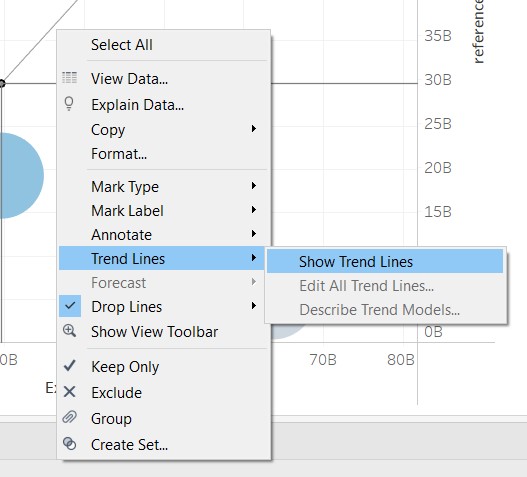 Select All
View Data...
Explain Data...
Copy
Format...
Mark Type
Mark Label
Annotate
Trend Lines
Forecast
Drop Lines
Show View Toolbar
Keep Only
Exclude
Group
Create Set...
Show Trend Lines
Edit All Trend Lines...
Describe Trend Models...
35B
30B
25B
20B
15B
0B
reference
0B
70B
80B